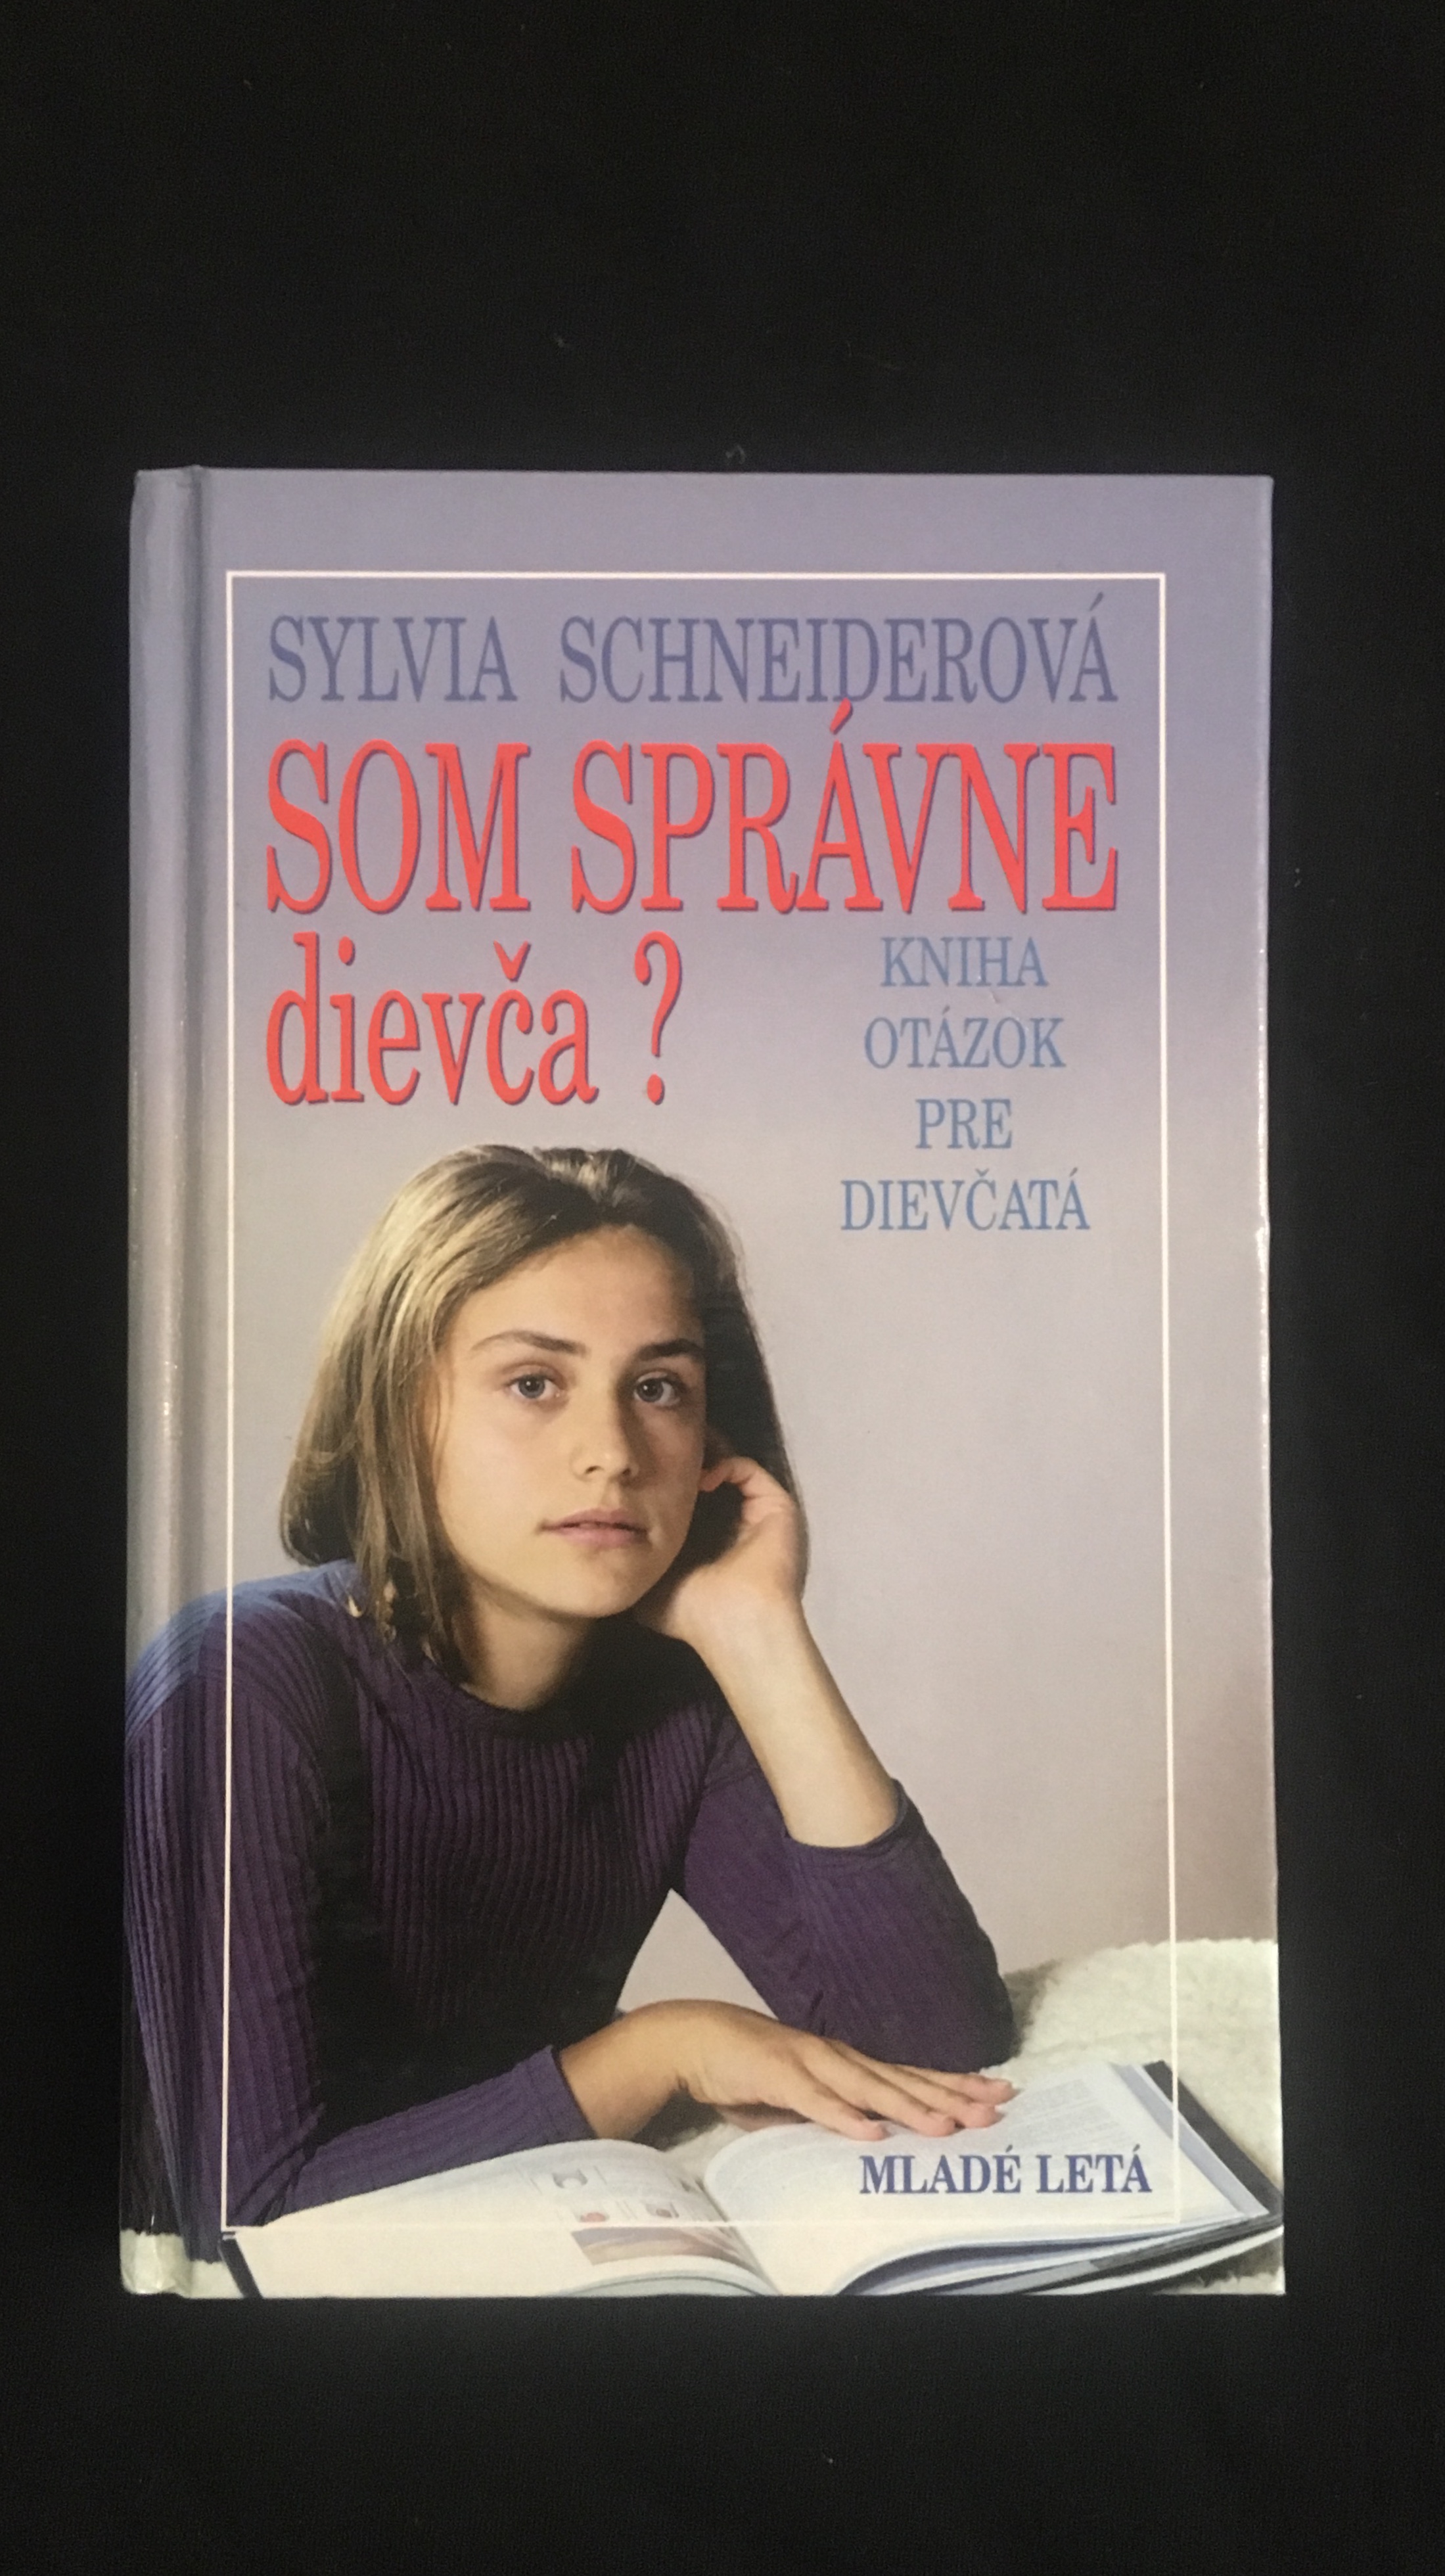 SYLVIA SCHNEIDEROVÁ
SOM SPRÁVNE
dievča ?
KNIHA
OTÁZOK
PRE
DIEVČATÁ
MLADÉ LETÁ